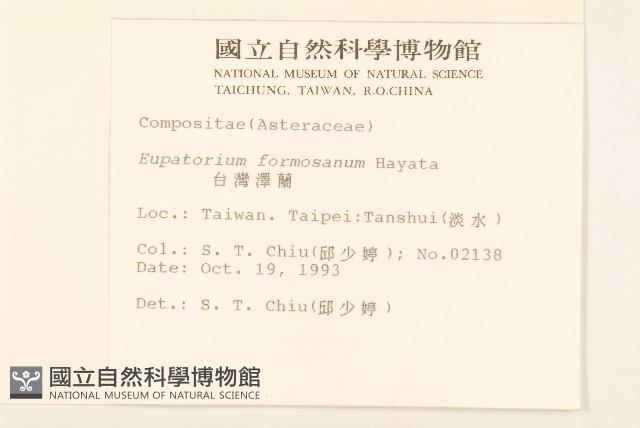 國立自然科學博物館
NATIONAL MUSEUM OF NATURAL SCIENCE
TAICHUNG, TAIWAN, R.O.CHINA
Compositae(Asteraceae)
Eupatorium formosanum Hayata
台灣澤蘭
Loc.: Taiwan. Taipei:Tanshui(淡水)
Col.: S. T. Chiu(邱少婷); No.02138
Date: Oct. 19, 1993
Det.: S. T. Chiu(邱少婷)
國立自然科學博物館
NATIONAL MUSEUM OF NATURAL SCIENCE